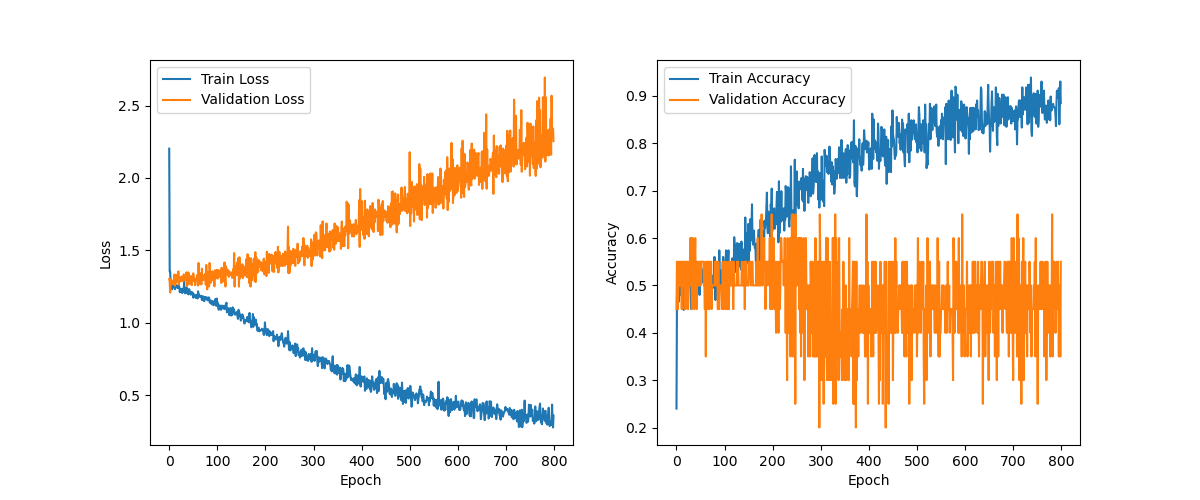 Train Loss
Validation Loss
2.5
2.0
1.5
1.0
0.5
Loss
0 100 200 300 400 500 600 700 800
Epoch
Train Accuracy
Validation Accuracy
0.9
0.8
0.7
0.6
0.5
0.4
0.3
0.2
Accuracy
0 100 200 300 400 500 600 700 800
Epoch